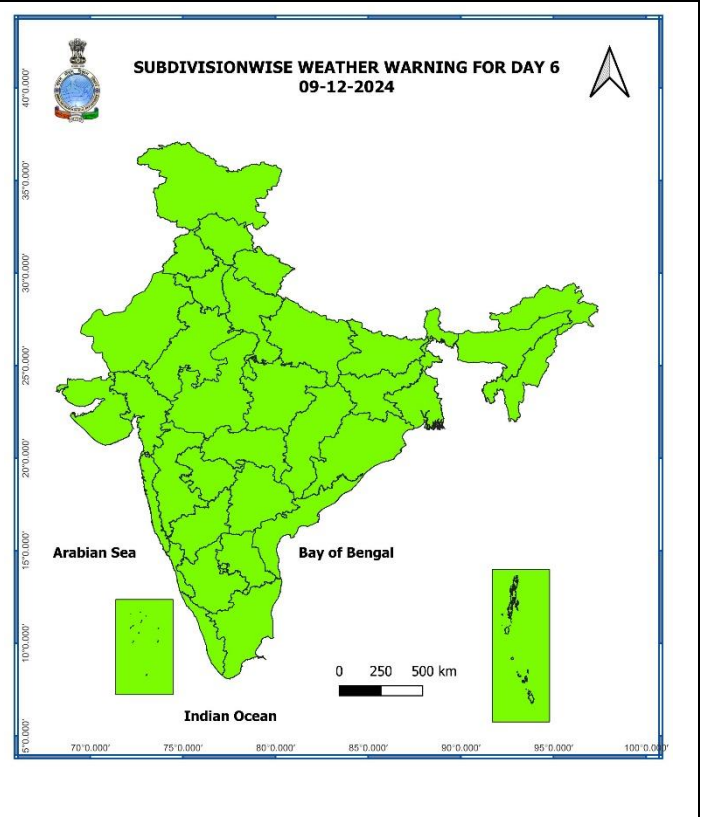 SUBDIVISIONWISE WEATHER WARNING FOR DAY 6
09-12-2024
40°0.000'
35°0.000'
30°0.000'
25°0.000'
20°0.000'
15°0.000'
10°0.000'
5°0.000'
Arabian Sea
Bay of Bengal
0 250 500 km
Indian Ocean
70°0.000' 75°0.000' 80°0.000' 85°0.000' 90°0.000' 95°0.000' 100°0.000'